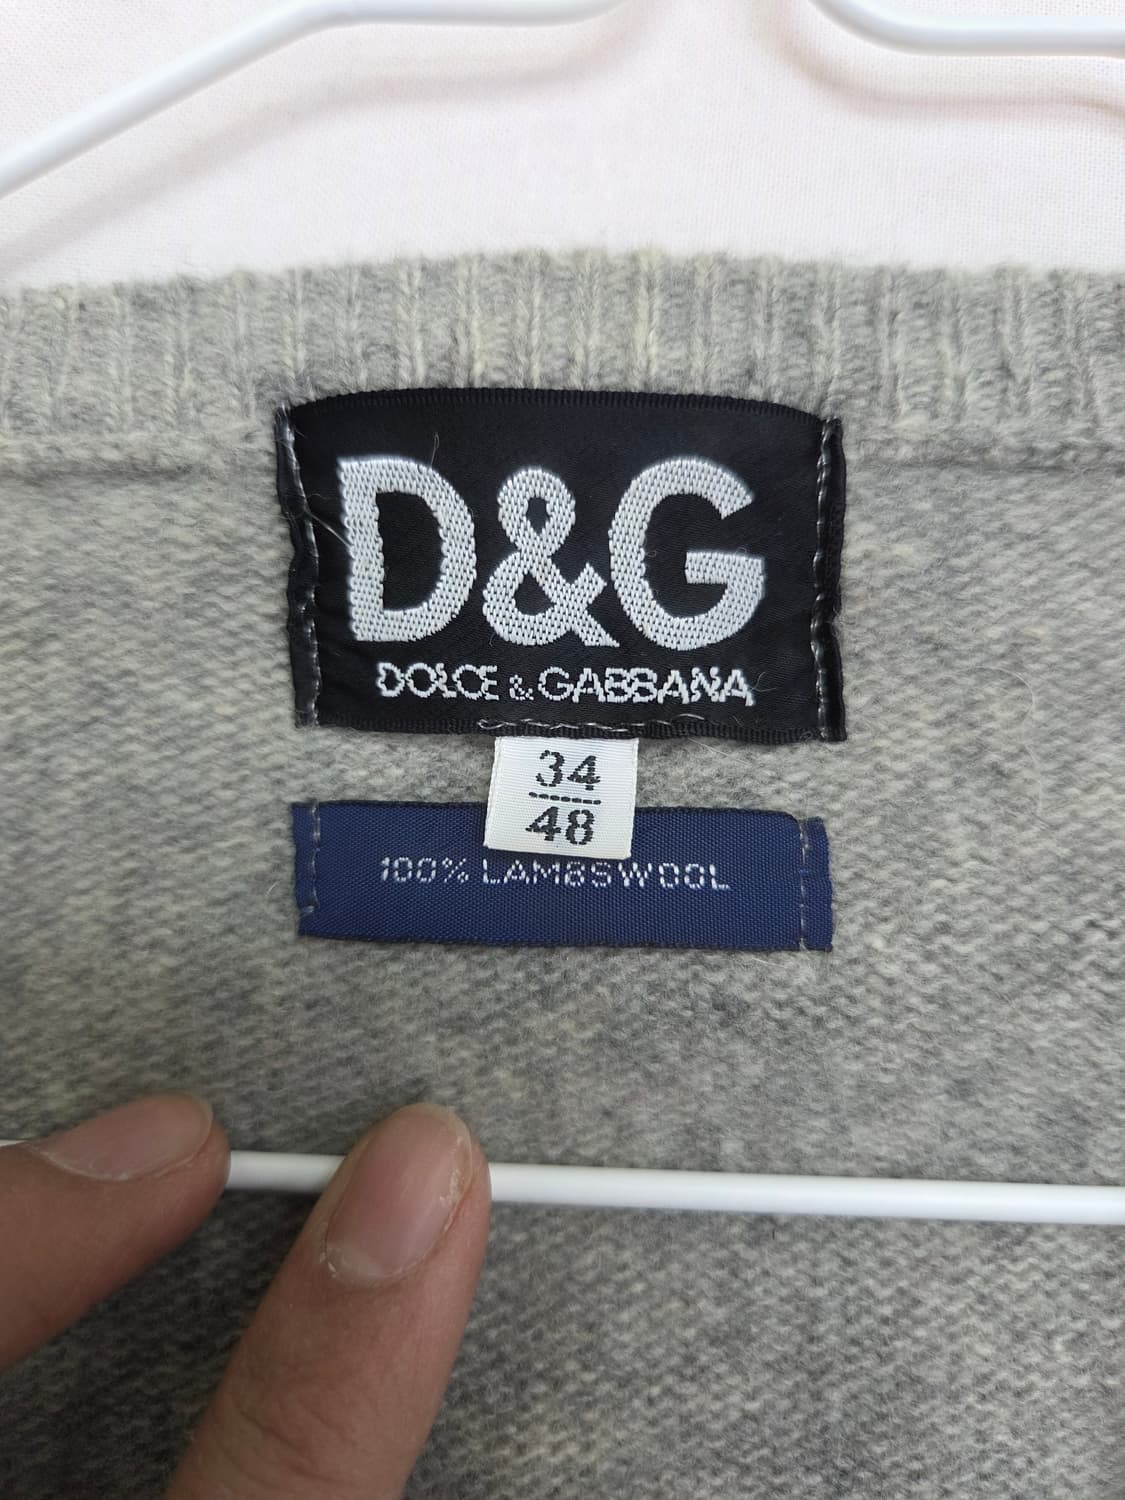 D&G
DOLCE & GABBANA
34
48
100% LAMBSWOOL